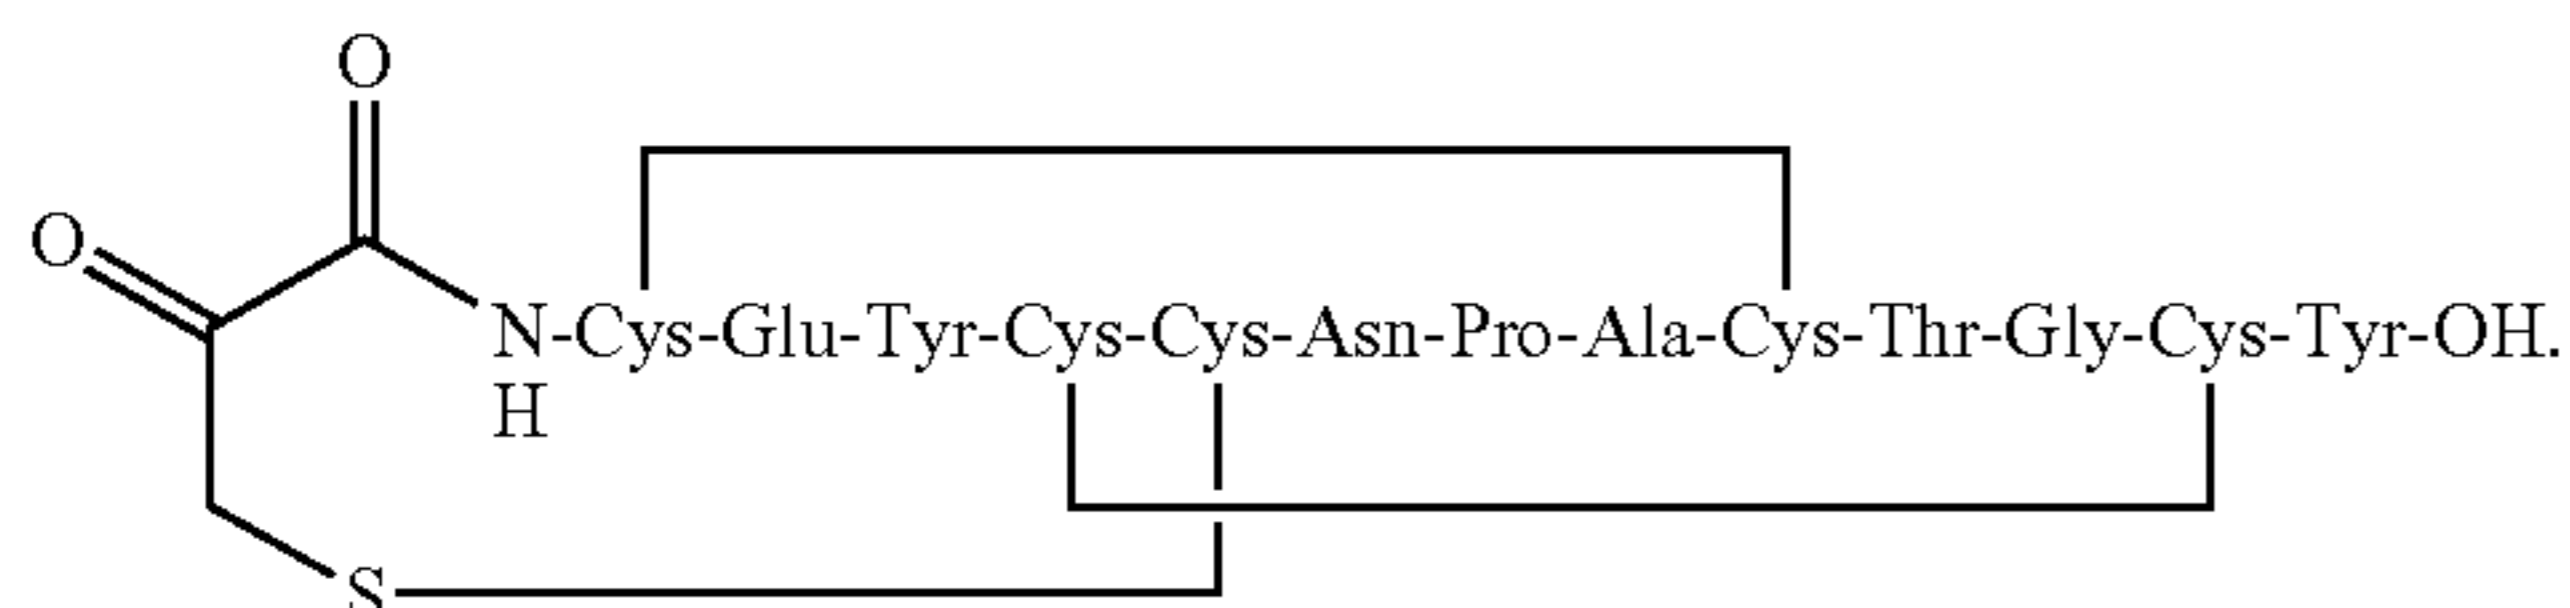 O
O
N-Cys-Glu-Tyr-Cys-Cys-Asn-Pro-Ala-Cys-Thr-Gly-Cys-Tyr-OH.
H
S